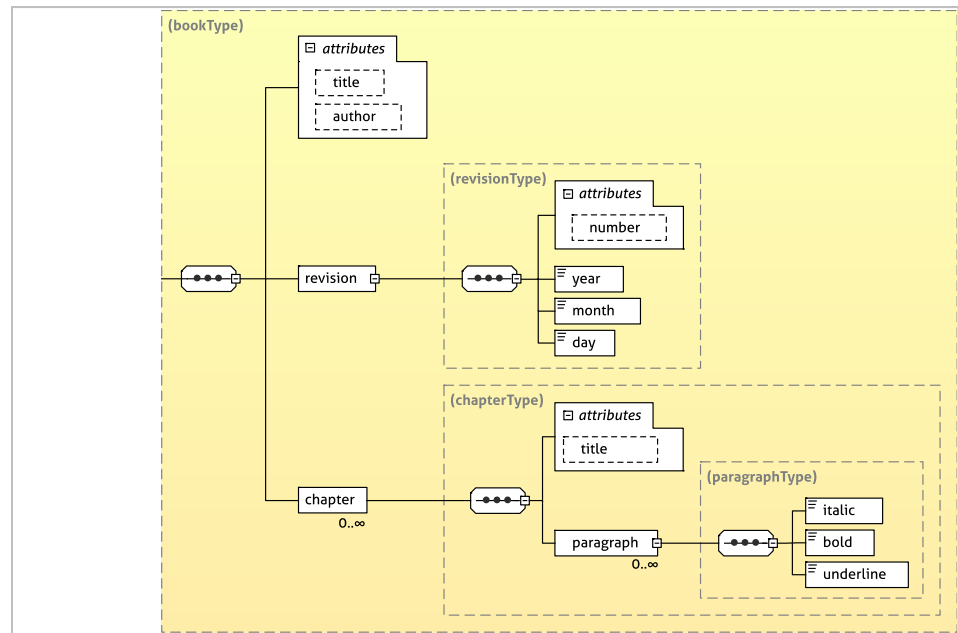 (bookType)
attributes
title
author
(revisionType)
attributes
number
revision
year
month
day
(chapterType)
attributes
title
(paragraphType)
chapter
0..∞
italic
paragraph
bold
0..∞
underline